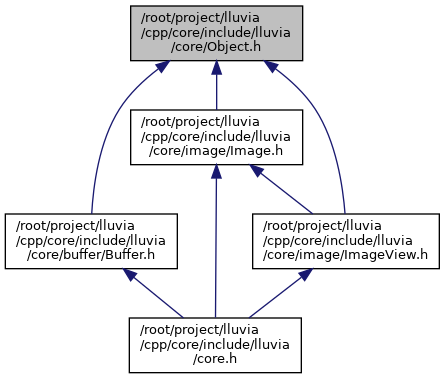 /root/project/lluvia
/cpp/core/include/lluvia
/core/Object.h
/root/project/lluvia
/cpp/core/include/lluvia
/core/image/Image.h
/root/project/lluvia
/cpp/core/include/lluvia
/core/buffer/Buffer.h
/root/project/lluvia
/cpp/core/include/lluvia
/core/image/ImageView.h
/root/project/lluvia
/cpp/core/include/lluvia
/core.h